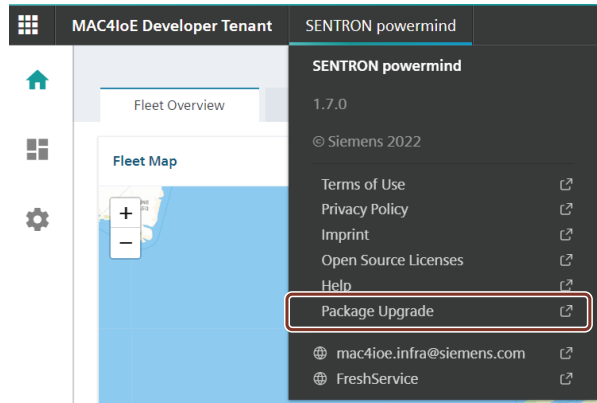 MAC4IoE Developer Tenant SENTRON powermind
SENTRON powermind
1.7.0
© Siemens 2022
Fleet Overview
Fleet Map
+
−
Terms of Use
Privacy Policy
Imprint
Open Source Licenses
Help
Package Upgrade
mac4ioe.infra@siemens.com
FreshService